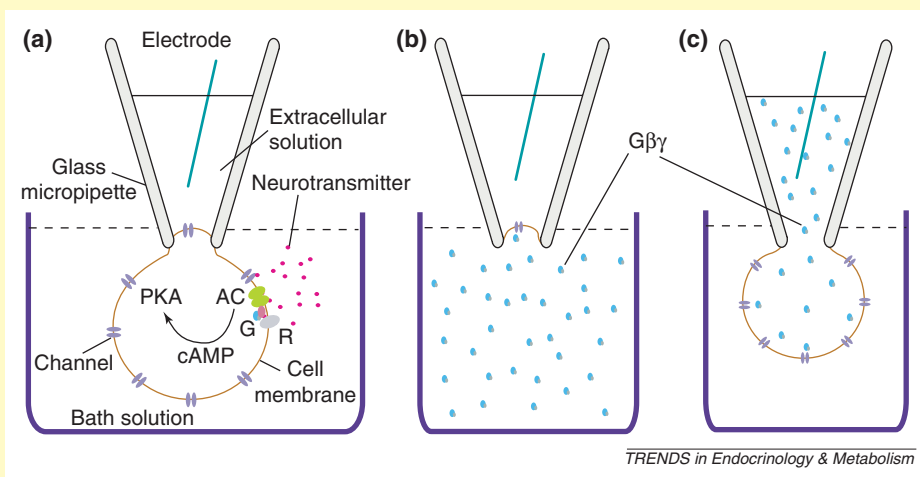 (a)
Electrode
Extracellular
solution
Glass
micropipette
Neurotransmitter
PKA
AC
G
R
cAMP
Channel
Cell
membrane
Bath solution
(b)
Gβγ
(c)
TRENDS in Endocrinology & Metabolism